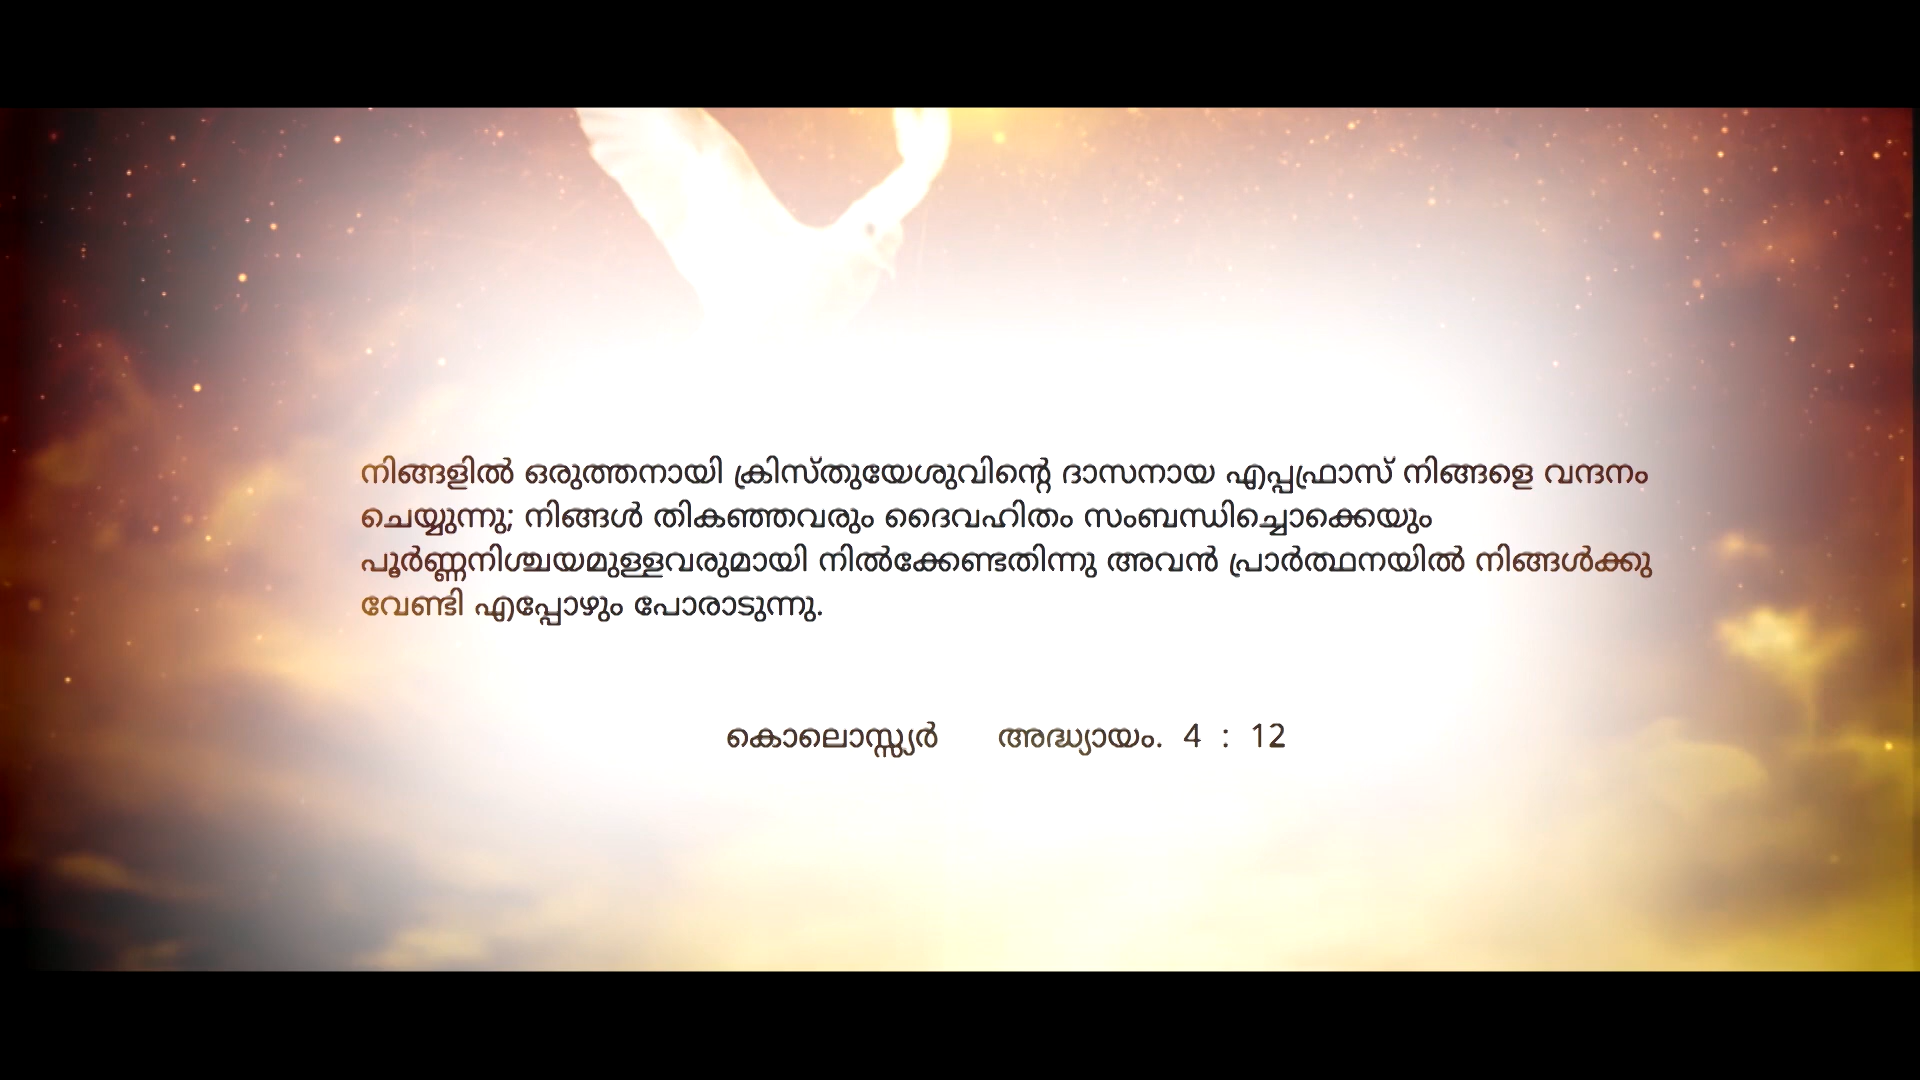 നിങ്ങളിൽ ഒരുത്തനായി ക്രിസ്തുയേശുവിന്റെ ദാസനായ എപ്പഫ്രാസ് നിങ്ങളെ വന്ദനം
ചെയ്യുന്നു; നിങ്ങൾ തികഞ്ഞവരും ദൈവഹിതം സംബന്ധിച്ചൊക്കെയും
പൂർണ്ണനിശ്ചയമുള്ളവരുമായി നിൽക്കേണ്ടതിന്നു അവൻ പ്രാർത്ഥനയിൽ നിങ്ങൾക്കു
വേണ്ടി എപ്പോഴും പോരാടുന്നു.
കൊലൊസ്സ്യർ അദ്ധ്യായം. 4 : 12